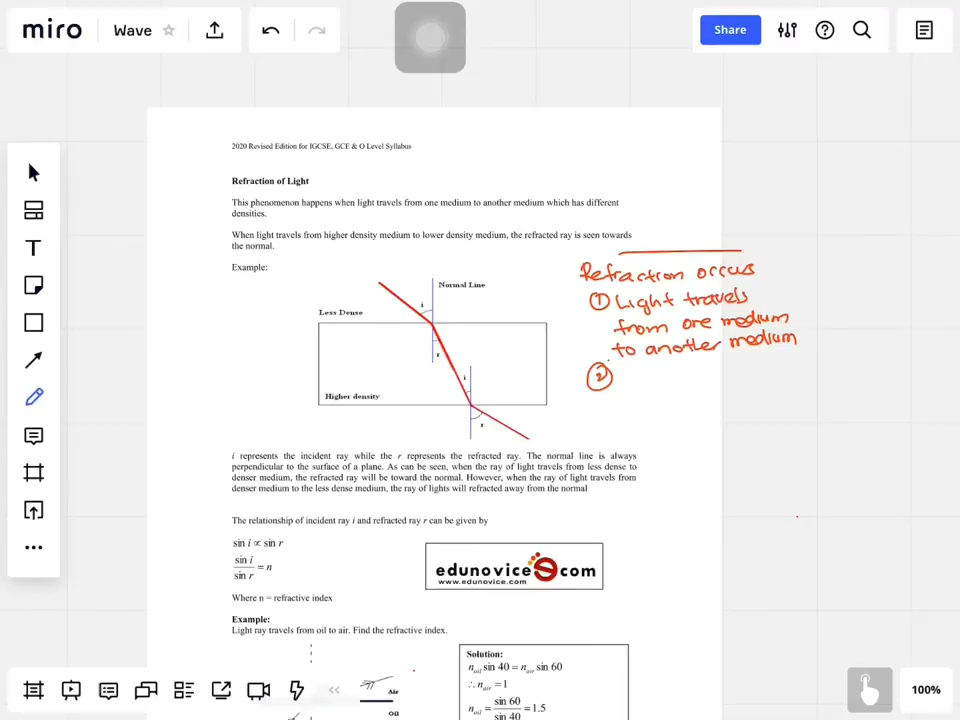 miro
Wave
Share
2020 Revised Edition for IGCSE, GCE & O Level Syllabus
Refraction of Light
This phenomenon happens when light travels from one medium to another medium which has different
densities.
When light travels from higher density medium to lower density medium, the refracted ray is seen towards
the normal.
Example:
Normal Line
i
Less Dense
r
i
Higher density
r
Refraction occurs
① Light travels
from one medium
to another medium
②
i represents the incident ray while the r represents the refracted ray. The normal line is always
perpendicular to the surface of a plane. As can be seen, when the ray of light travels from less dense to
denser medium, the refracted ray will be toward the normal. However, when the ray of light travels from
denser medium to the less dense medium, the ray of lights will refracted away from the normal
The relationship of incident ray i and refracted ray r can be given by
sin i ∝ sin r
sin i / sin r = n
edunovice.com
www.edunovice.com
Where n = refractive index
Example:
Light ray travels from oil to air. Find the refractive index.
Solution:
n_oil sin 40 = n_air sin 60
∴ n_air = 1
n_oil = sin 60 / sin 40 = 1.5
Air
Oil
100%